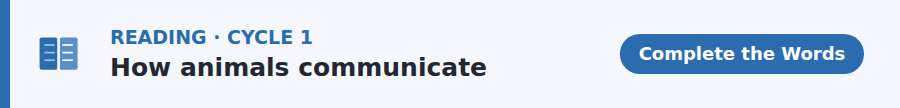 READING · CYCLE 1
How animals communicate
Complete the Words